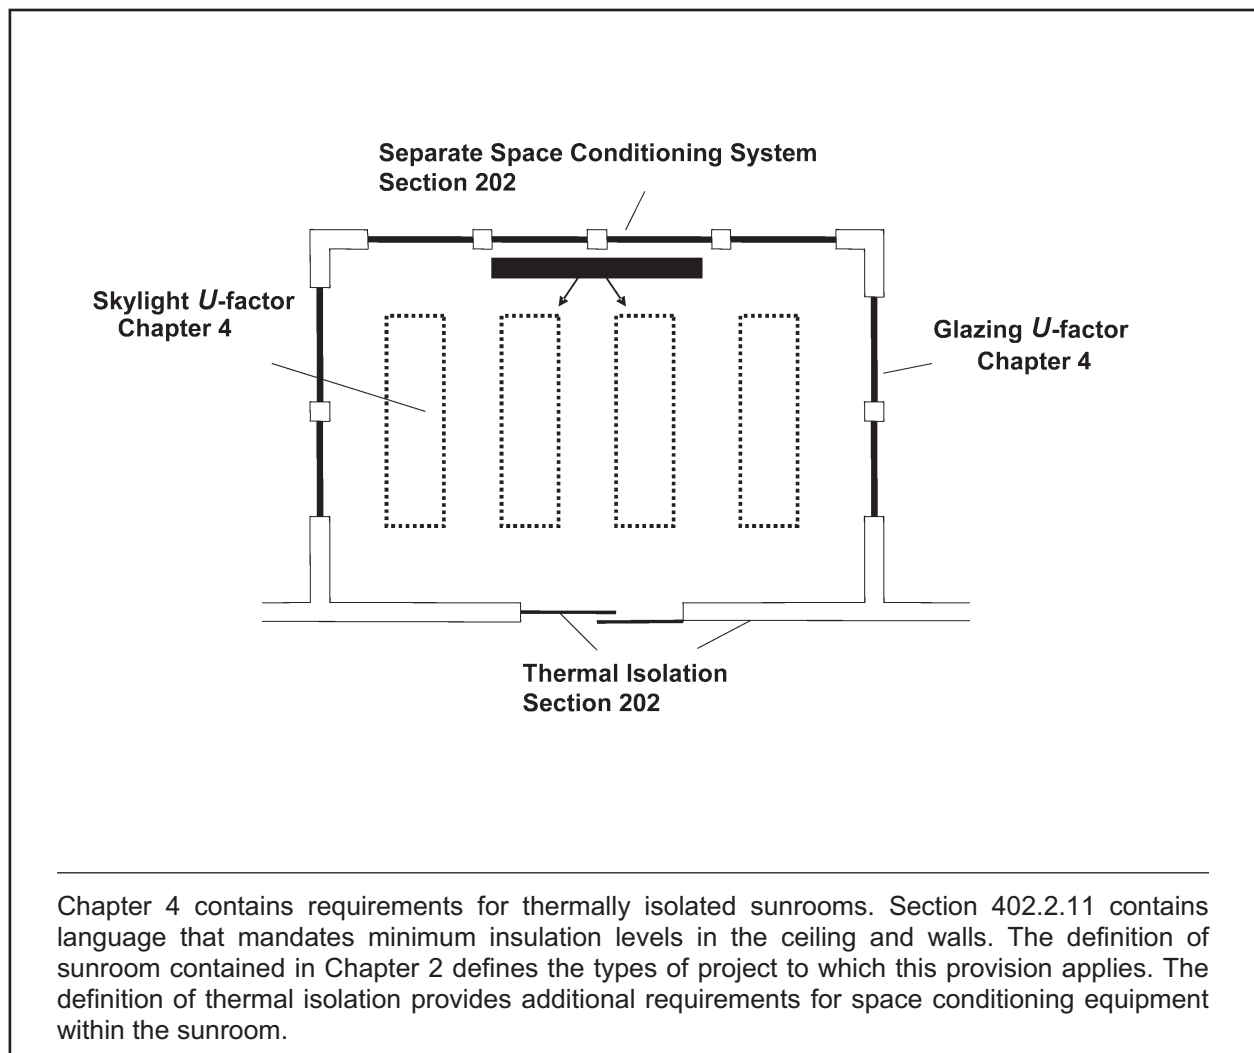 Separate Space Conditioning System
Section 202
Skylight U-factor
Chapter 4
Glazing U-factor
Chapter 4
Thermal Isolation
Section 202
Chapter 4 contains requirements for thermally isolated sunrooms. Section 402.2.11 contains
language that mandates minimum insulation levels in the ceiling and walls. The definition of
sunroom contained in Chapter 2 defines the types of project to which this provision applies. The
definition of thermal isolation provides additional requirements for space conditioning equipment
within the sunroom.